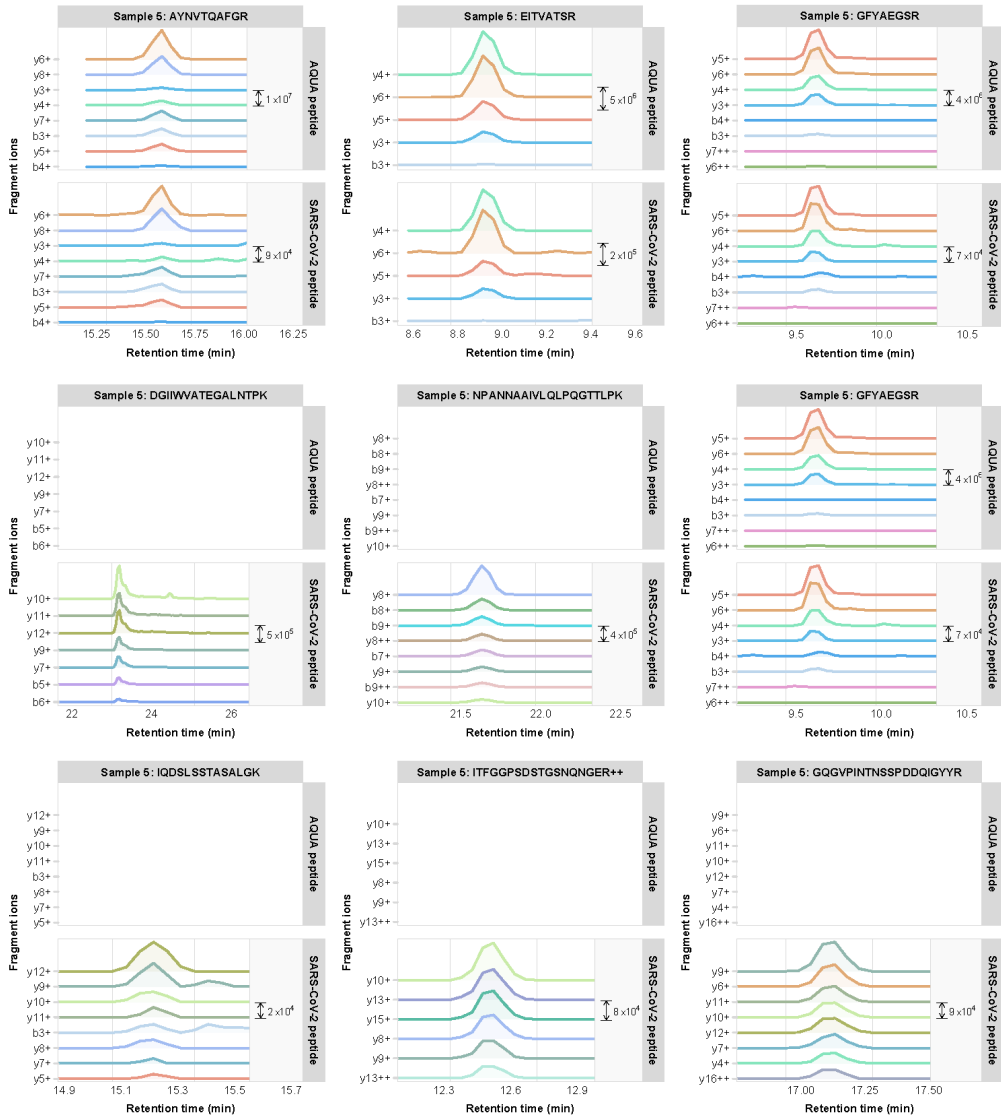 Sample 5: AYNVTQAFGR
Fragment ions
y6+
y8+
y3+
y4+
y7+
b3+
y5+
b4+
1 x10⁷
AQUA peptide
y6+
y8+
y3+
y4+
y7+
b3+
y5+
b4+
9 x10⁴
SARS-CoV-2 peptide
15.25 15.50 15.75 16.00 16.25
Retention time (min)
Sample 5: EITVATSR
y4+
y6+
y5+
y3+
b3+
5 x10⁶
AQUA peptide
y4+
y6+
y5+
y3+
b3+
2 x10⁵
SARS-CoV-2 peptide
8.6 8.8 9.0 9.2 9.4 9.6
Retention time (min)
Sample 5: GFYAEGSR
y5+
y6+
y4+
y3+
b4+
b3+
y7++
y6++
4 x10⁶
AQUA peptide
y5+
y6+
y4+
y3+
b4+
b3+
y7++
y6++
7 x10⁴
SARS-CoV-2 peptide
9.5 10.0 10.5
Retention time (min)
Sample 5: DGIIWVATEGALNTPK
Fragment ions
y10+
y11+
y12+
y9+
y7+
b5+
b6+
AQUA peptide
y10+
y11+
y12+
y9+
y7+
b5+
b6+
5 x10⁵
SARS-CoV-2 peptide
22 24 26
Retention time (min)
Sample 5: NPANNAAIVLQLPQGTTLPK
y8+
b8+
b9+
y8++
b7+
y9+
b9++
y10+
AQUA peptide
y8+
b8+
b9+
y8++
b7+
y9+
b9++
y10+
4 x10⁵
SARS-CoV-2 peptide
21.5 22.0 22.5
Retention time (min)
Sample 5: GFYAEGSR
y5+
y6+
y4+
y3+
b4+
b3+
y7++
y6++
4 x10⁶
AQUA peptide
y5+
y6+
y4+
y3+
b4+
b3+
y7++
y6++
7 x10⁴
SARS-CoV-2 peptide
9.5 10.0 10.5
Retention time (min)
Sample 5: IQDSLSSTASALGK
Fragment ions
y12+
y9+
y10+
y11+
b3+
y8+
y7+
y5+
AQUA peptide
y12+
y9+
y10+
y11+
b3+
y8+
y7+
y5+
2 x10⁴
SARS-CoV-2 peptide
14.9 15.1 15.3 15.5 15.7
Retention time (min)
Sample 5: ITFGGPSDSTGSNQNGER++
y10+
y13+
y15+
y8+
y9+
y13++
AQUA peptide
y10+
y13+
y15+
y8+
y9+
y13++
8 x10⁴
SARS-CoV-2 peptide
12.3 12.6 12.9
Retention time (min)
Sample 5: GQGVPINTNSSPDDQIGYYR
y9+
y6+
y11+
y10+
y12+
y7+
y4+
y16++
AQUA peptide
y9+
y6+
y11+
y10+
y12+
y7+
y4+
y16++
9 x10⁴
SARS-CoV-2 peptide
17.00 17.25 17.50
Retention time (min)